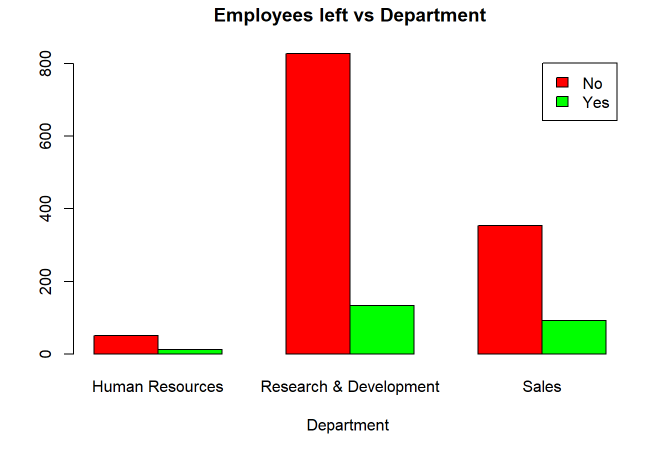 Employees left vs Department
800
600
400
200
0
No
Yes
Human Resources
Research & Development
Sales
Department